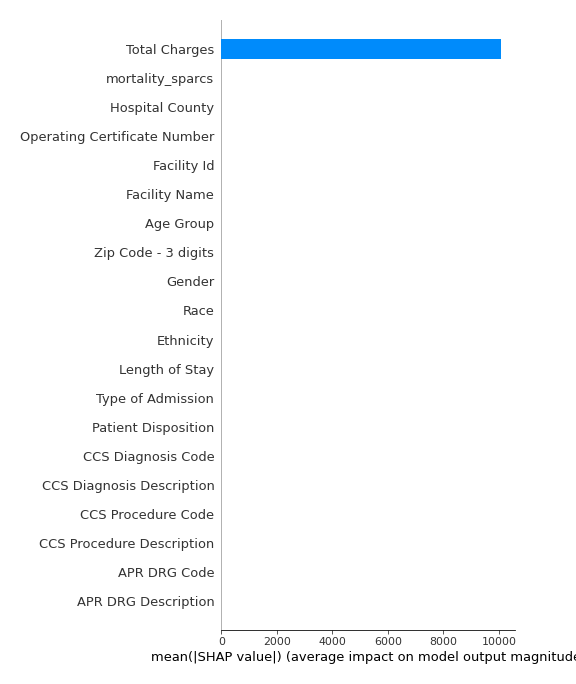 Total Charges
mortality_sparcs
Hospital County
Operating Certificate Number
Facility Id
Facility Name
Age Group
Zip Code - 3 digits
Gender
Race
Ethnicity
Length of Stay
Type of Admission
Patient Disposition
CCS Diagnosis Code
CCS Diagnosis Description
CCS Procedure Code
CCS Procedure Description
APR DRG Code
APR DRG Description
0 2000 4000 6000 8000 10000
mean(|SHAP value|) (average impact on model output magnitude